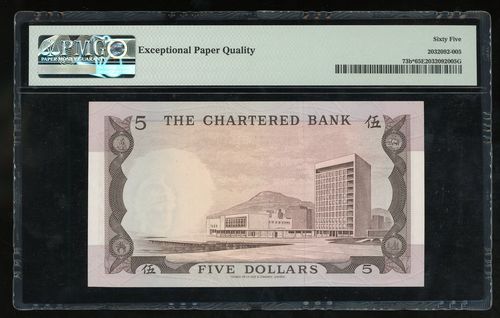 PMG
PAPER MONEY GUARANTY
Exceptional Paper Quality
Sixty Five
2032092-005
73b*65E2032092005G
5 THE CHARTERED BANK 伍
伍 FIVE DOLLARS 5